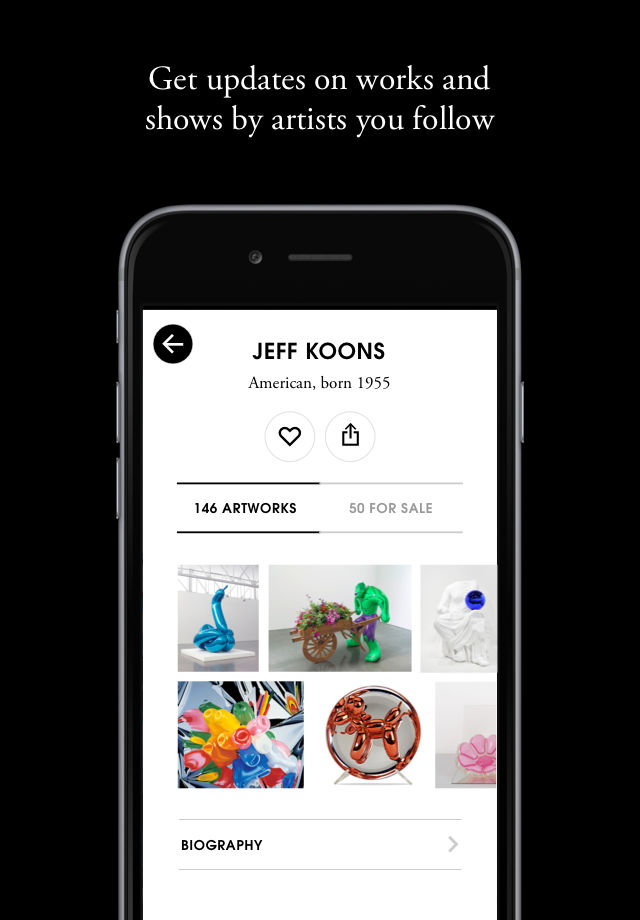 Get updates on works and
shows by artists you follow
JEFF KOONS
American, born 1955
146 ARTWORKS
50 FOR SALE
BIOGRAPHY